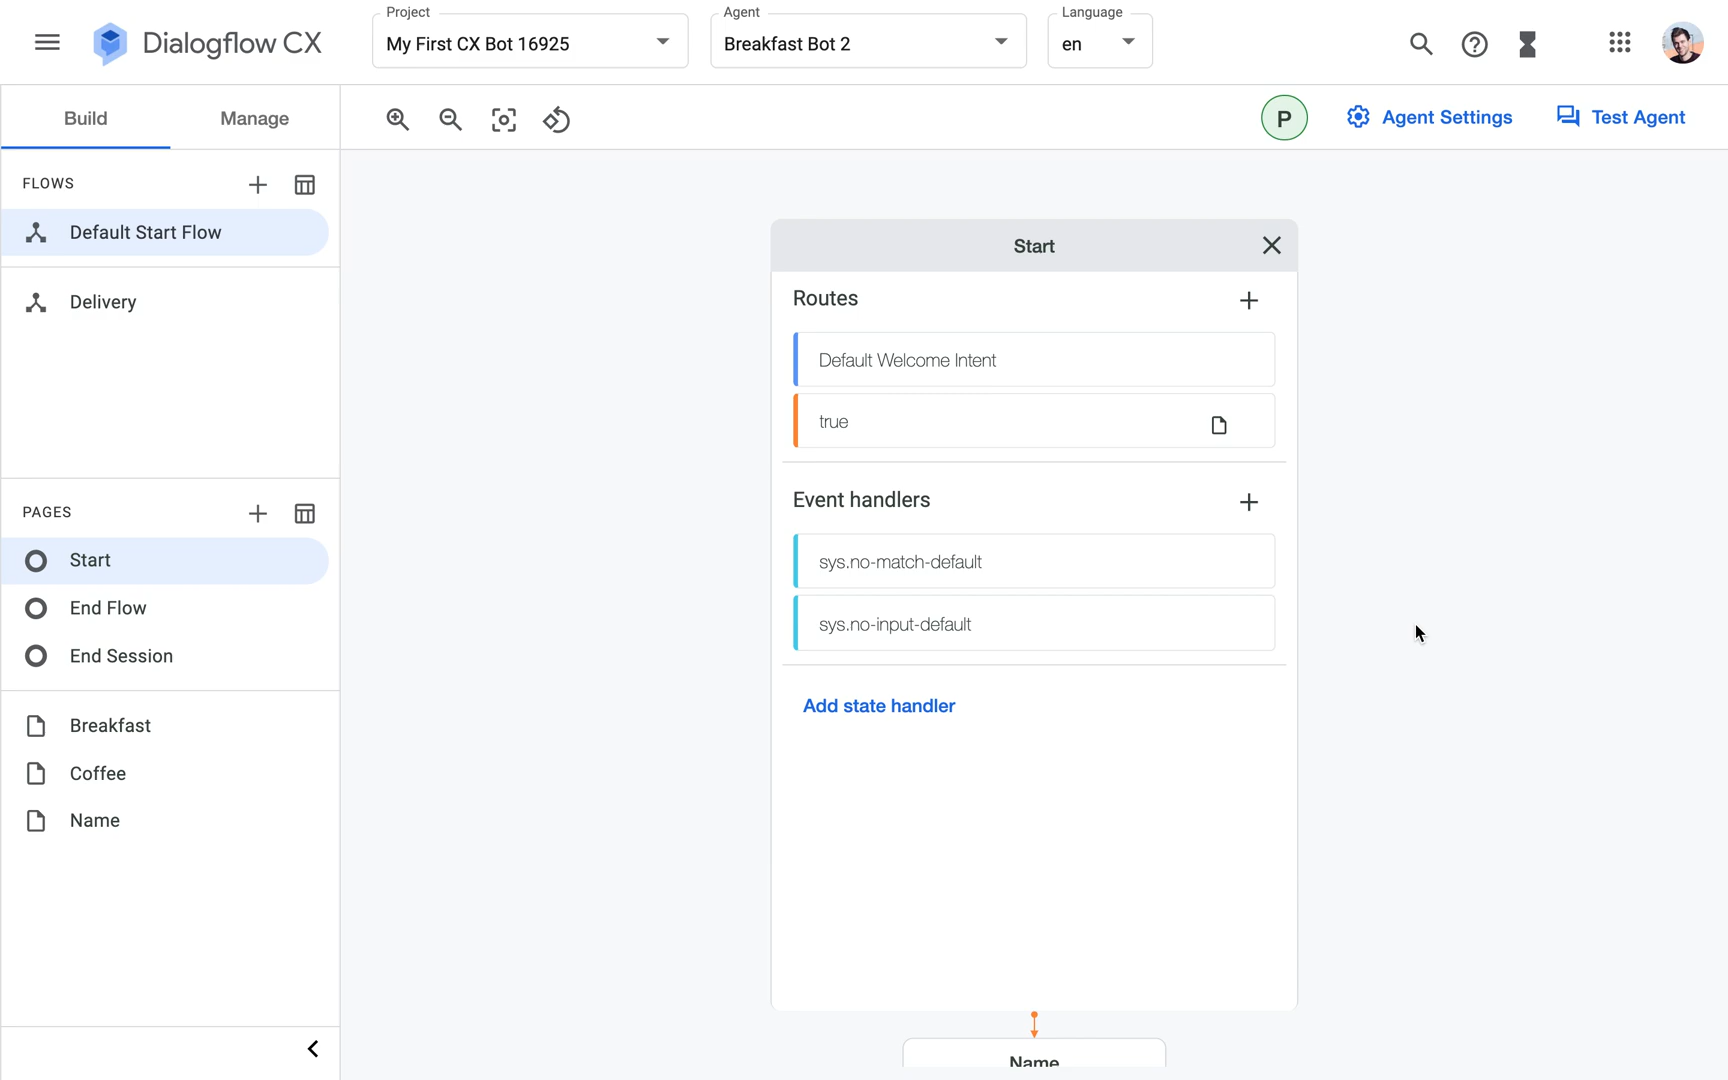 Dialogflow CX
Project
My First CX Bot 16925
Agent
Breakfast Bot 2
Language
en
Build
Manage
P
Agent Settings
Test Agent
FLOWS
Default Start Flow
Delivery
PAGES
Start
End Flow
End Session
Breakfast
Coffee
Name
Start
Routes
Default Welcome Intent
true
Event handlers
sys.no-match-default
sys.no-input-default
Add state handler
Name